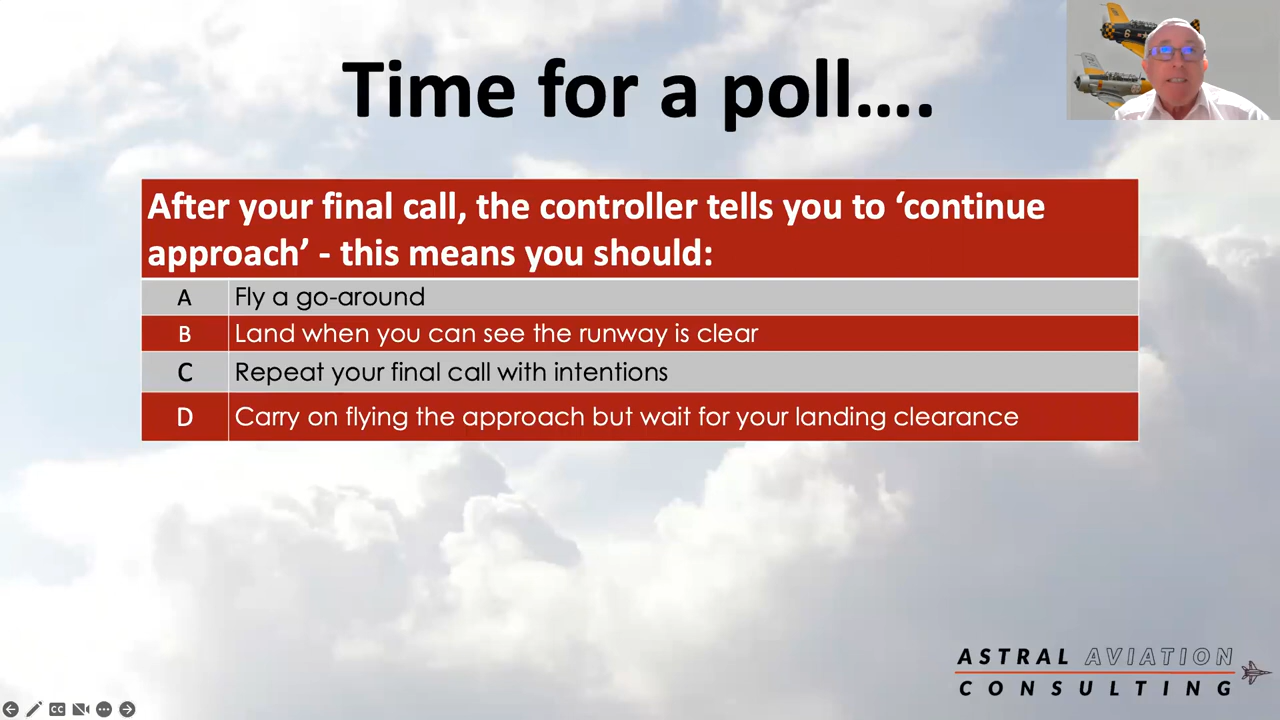 Time for a poll....
After your final call, the controller tells you to ‘continue
approach’ - this means you should:
A Fly a go-around
B Land when you can see the runway is clear
C Repeat your final call with intentions
D Carry on flying the approach but wait for your landing clearance
ASTRAL AVIATION
CONSULTING
CC